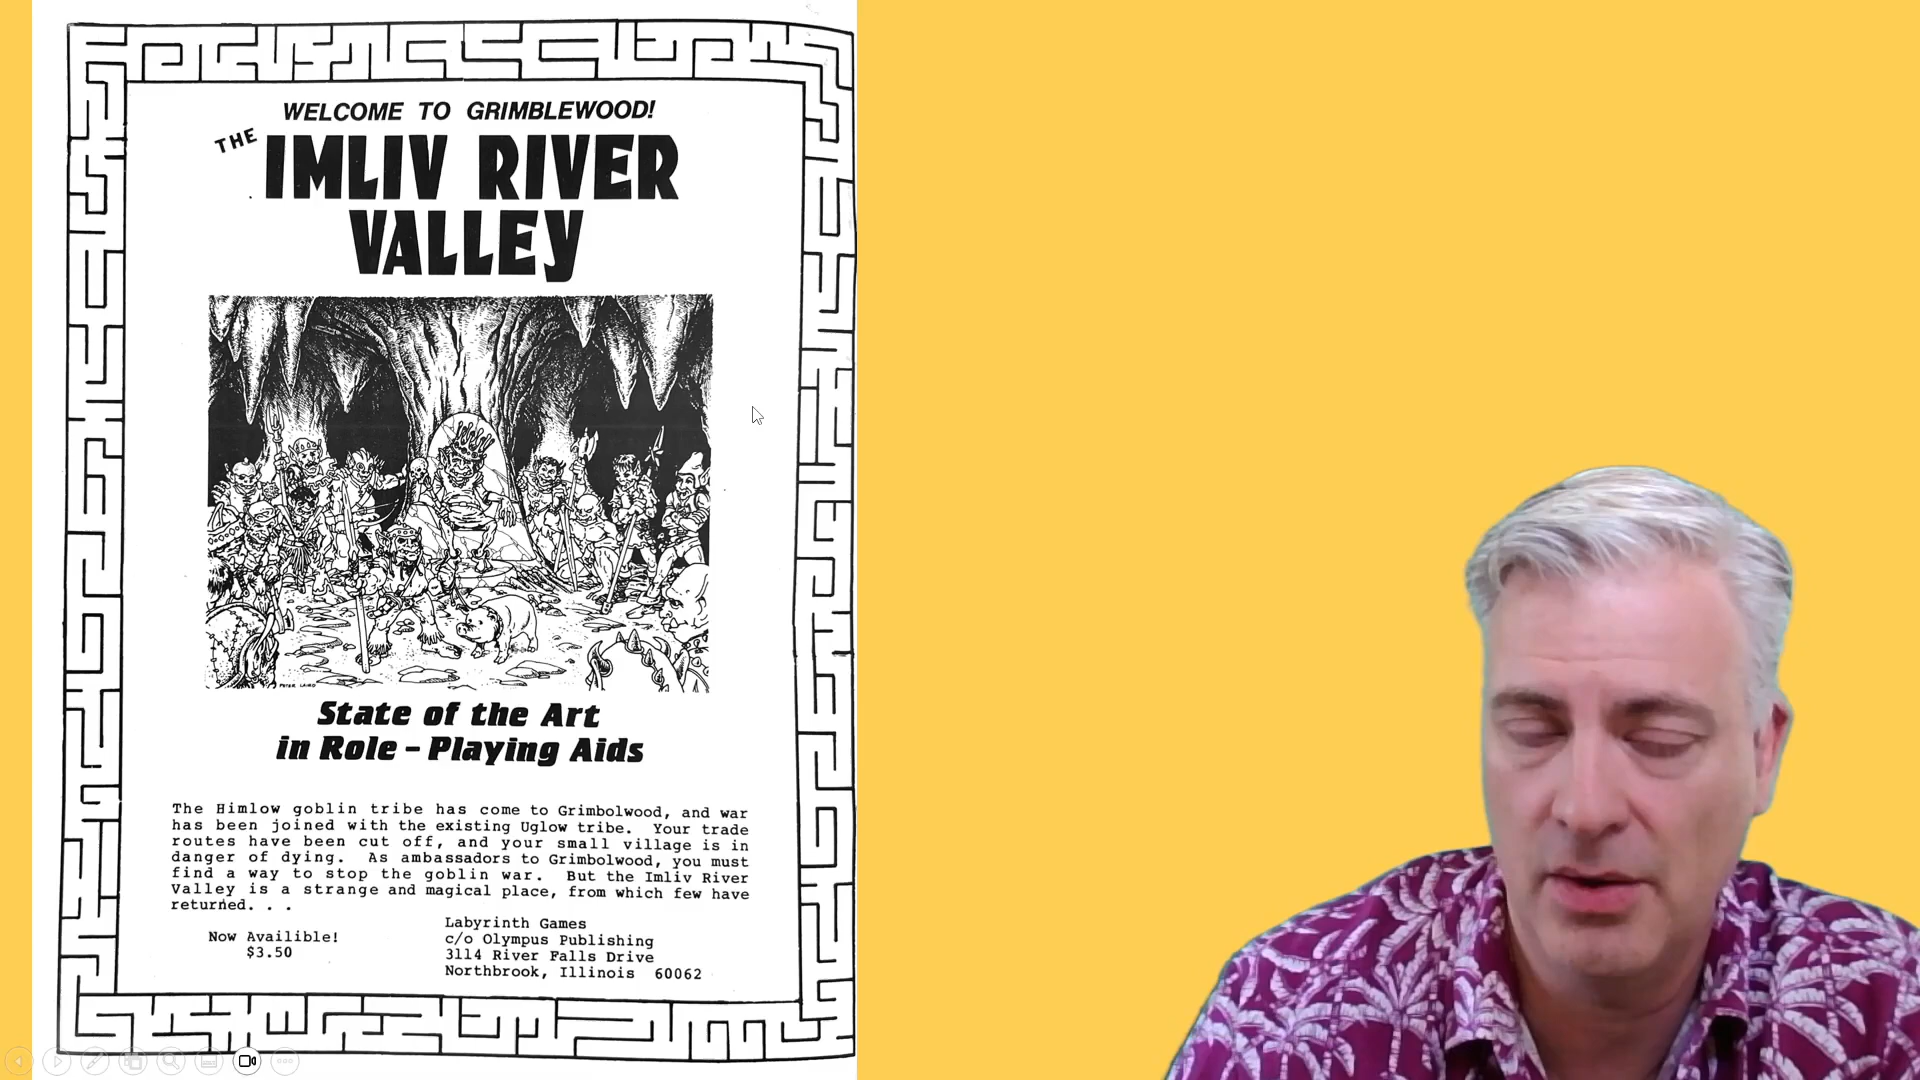 WELCOME TO GRIMBLEWOOD!
THE
IMLIV RIVER
VALLEY
PETER LAIRD
State of the Art
in Role-Playing Aids
The Himlow goblin tribe has come to Grimbolwood, and war
has been joined with the existing Uglow tribe. Your trade
routes have been cut off, and your small village is in
danger of dying. As ambassadors to Grimbolwood, you must
find a way to stop the goblin war. But the Imliv River
Valley is a strange and magical place, from which few have
returned. . .
Now Availible!
$3.50
Labyrinth Games
c/o Olympus Publishing
3114 River Falls Drive
Northbrook, Illinois 60062